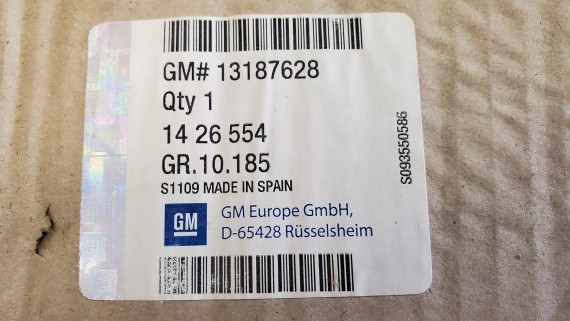 GM# 13187628
Qty 1
14 26 554
GR.10.185
S1109 MADE IN SPAIN
GM
GM Europe GmbH,
D-65428 Rüsselsheim
S093550586